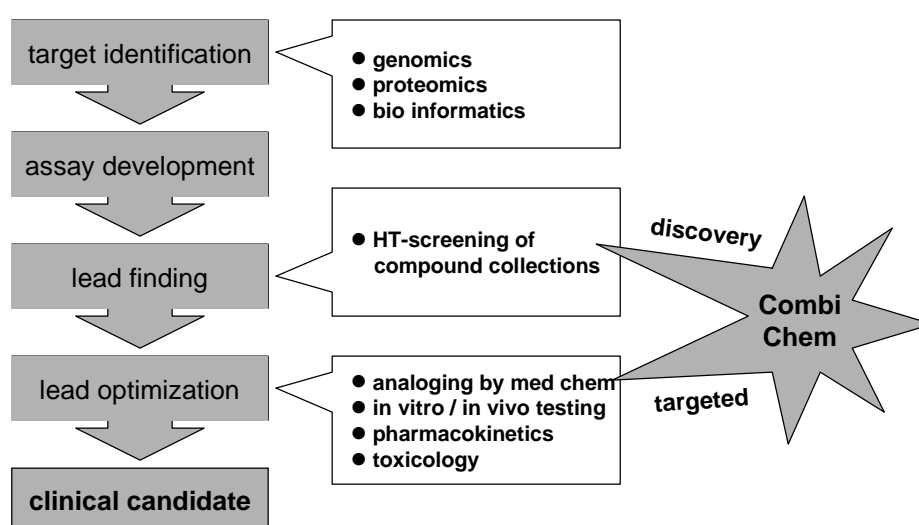 target identification
● genomics
● proteomics
● bio informatics
assay development
● HT-screening of
compound collections
discovery
lead finding
Combi
Chem
lead optimization
● analoging by med chem
● in vitro / in vivo testing
● pharmacokinetics
● toxicology
targeted
clinical candidate